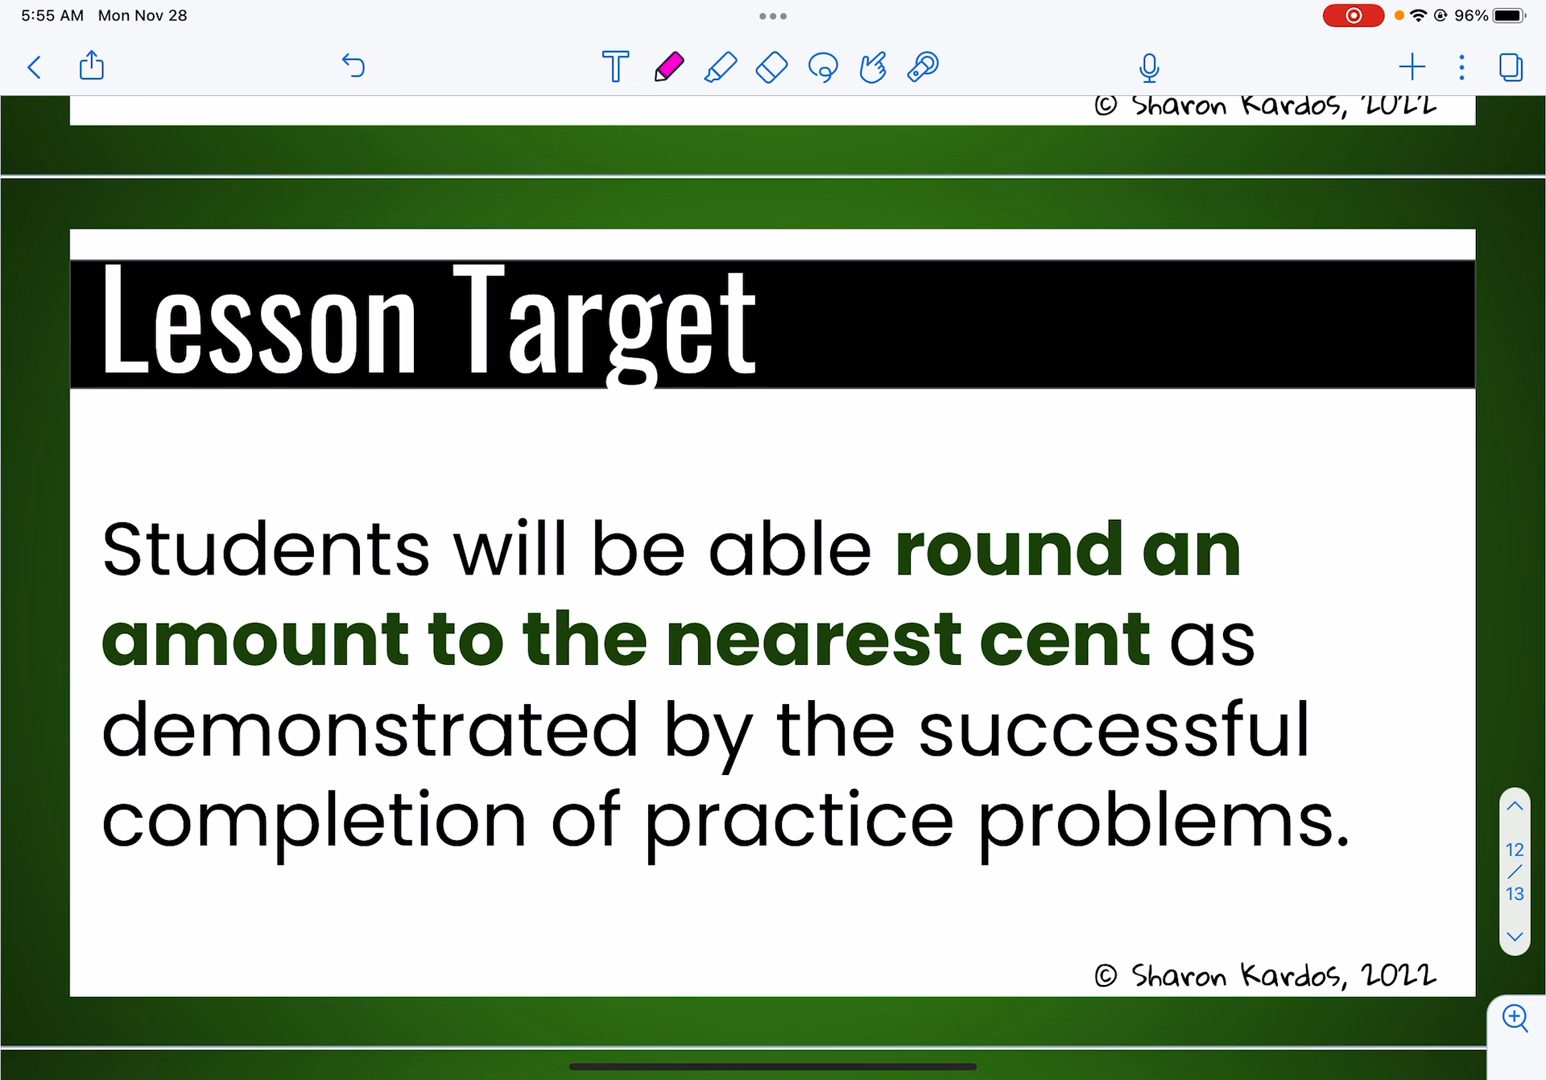 5:55 AM Mon Nov 28
96%
T
© Sharon Kardos, 2022
Lesson Target
Students will be able round an
amount to the nearest cent as
demonstrated by the successful
completion of practice problems.
12
/
13
© Sharon Kardos, 2022